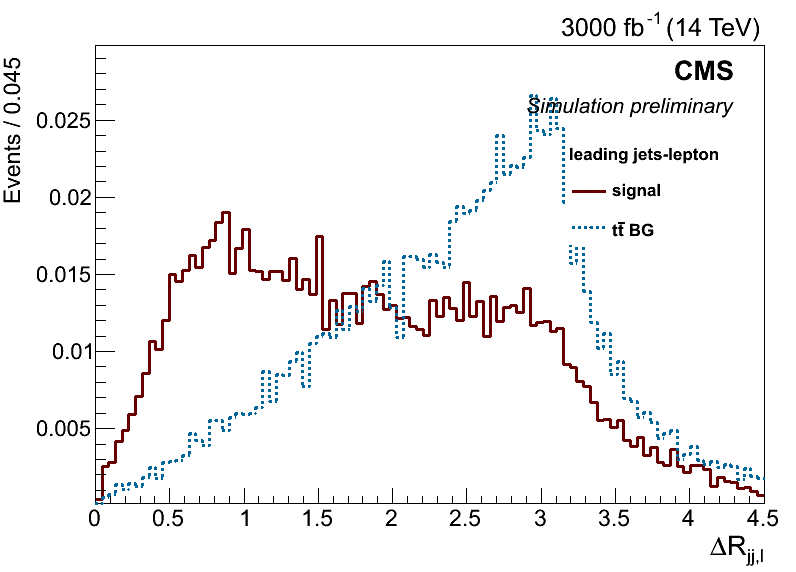 3000 fb⁻¹ (14 TeV)
CMS
Simulation preliminary
leading jets-lepton
signal
tt̄ BG
Events / 0.045
0.025
0.02
0.015
0.01
0.005
0 0.5 1 1.5 2 2.5 3 3.5 4 4.5
ΔR_jj,l